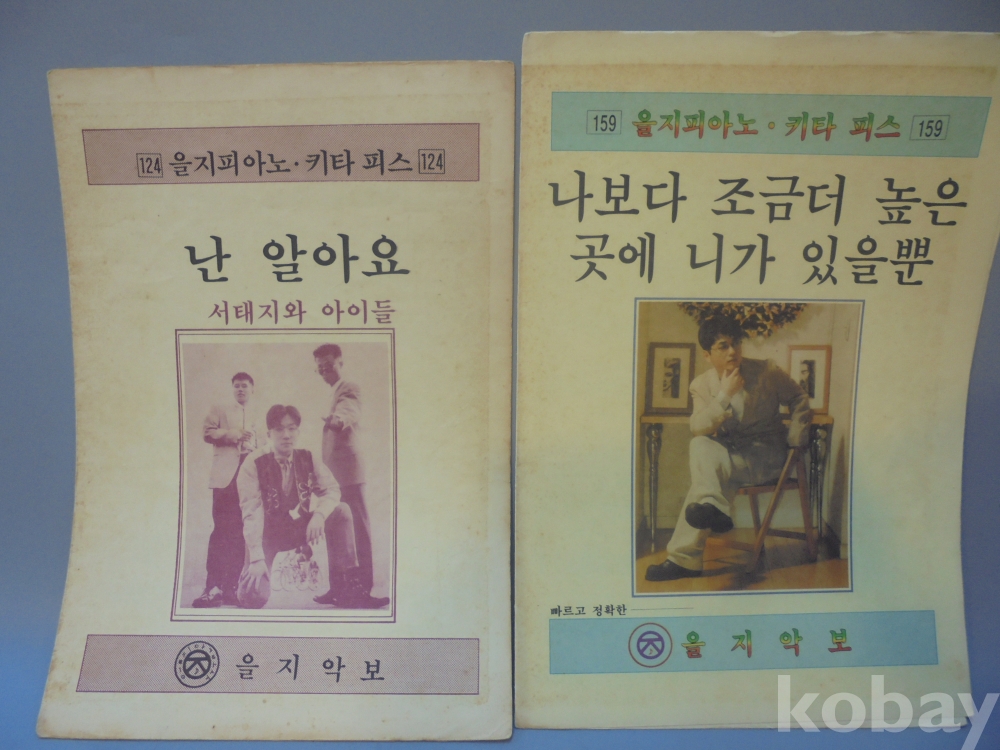 124 을지피아노·키타 피스 124
난 알아요
서태지와 아이들
을지악보
159 을지피아노·키타 피스 159
나보다 조금더 높은
곳에 니가 있을뿐
빠르고 정확한
을지악보
kobay